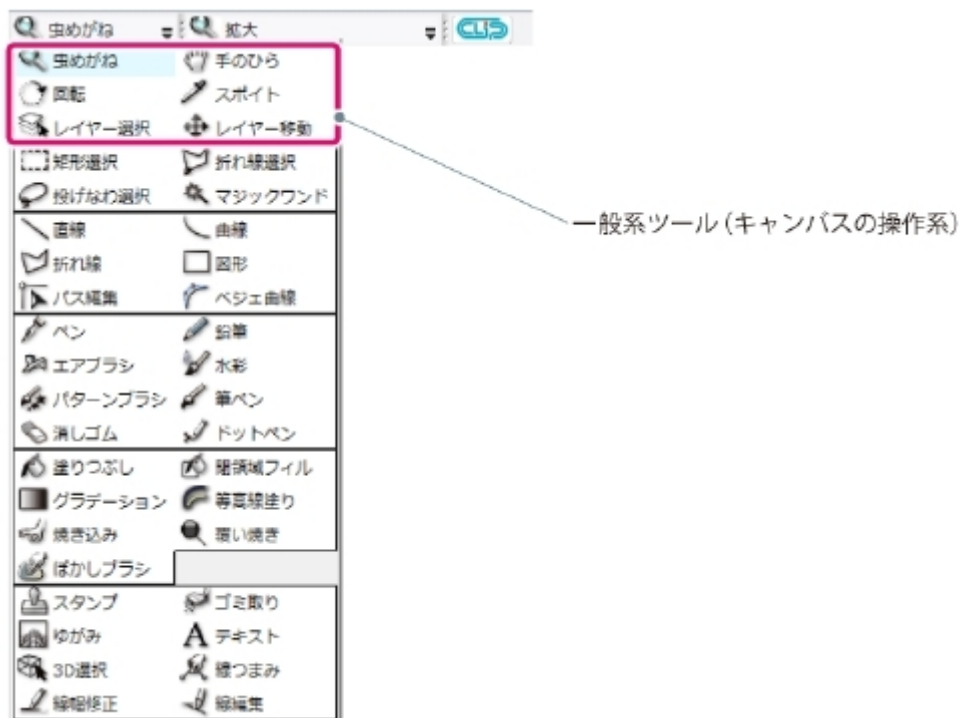 虫めがね 拡大 CLIS
虫めがね 手のひら
回転 スポイト
レイヤー選択 レイヤー移動
矩形選択 折れ線選択
投げなわ選択 マジックワンド
直線 曲線
折れ線 図形
パス編集 ベジェ曲線
ペン 鉛筆
エアブラシ 水彩
パターンブラシ 筆ペン
消しゴム ドットペン
塗りつぶし 閉領域フィル
グラデーション 等高線塗り
焼き込み 覆い焼き
ぼかしブラシ
スタンプ ゴミ取り
ゆがみ テキスト
3D選択 線つまみ
線幅修正 線編集
一般系ツール(キャンバスの操作系)